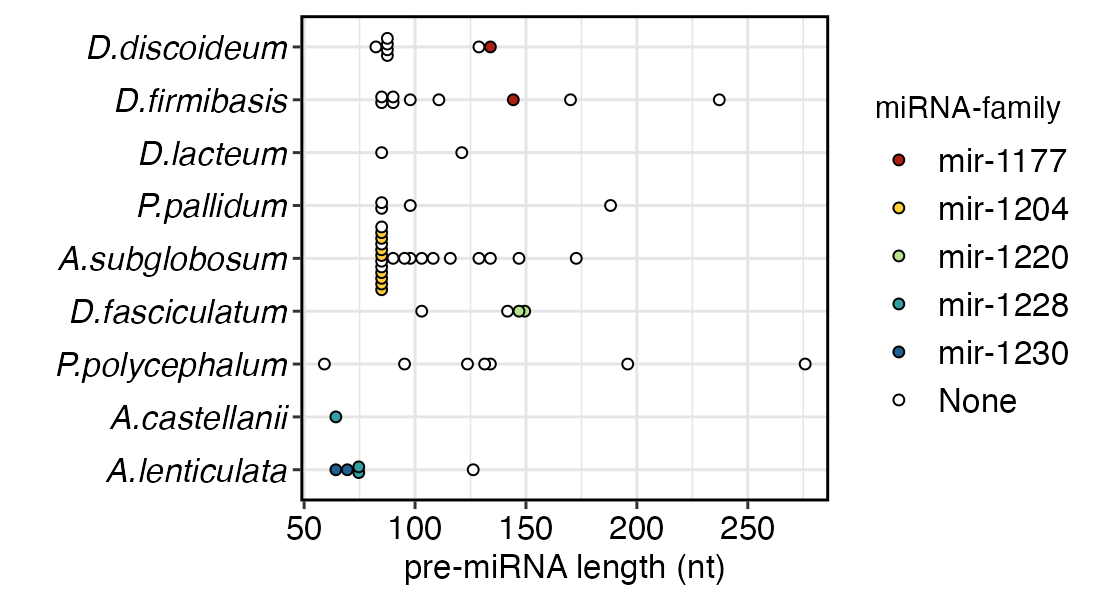 D.discoideum
D.firmibasis
D.lacteum
P.pallidum
A.subglobosum
D.fasciculatum
P.polycephalum
A.castellanii
A.lenticulata
50 100 150 200 250
pre-miRNA length (nt)
miRNA-family
mir-1177
mir-1204
mir-1220
mir-1228
mir-1230
None